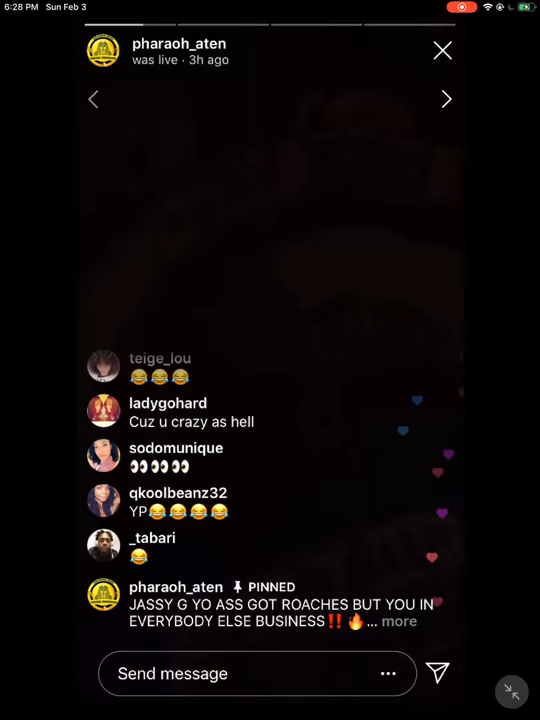 6:28 PM Sun Feb 3
pharaoh_aten
was live · 3h ago
teige_lou
😂😂😂
ladygohard
Cuz u crazy as hell
sodomunique
👀👀👀👀
qkoolbeanz32
YP😂😂😂😂
_tabari
😂
pharaoh_aten PINNED
JASSY G YO ASS GOT ROACHES BUT YOU IN
EVERYBODY ELSE BUSINESS‼️🔥... more
Send message